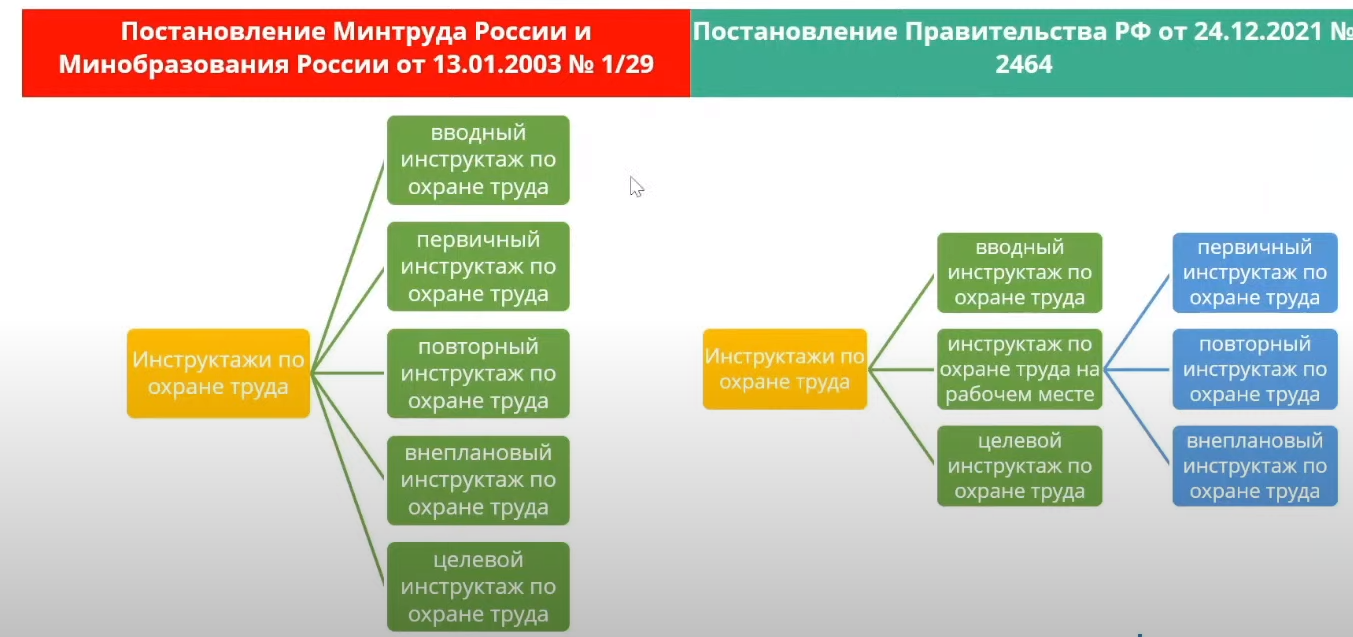 Постановление Минтруда России и
Минобразования России от 13.01.2003 № 1/29
Постановление Правительства РФ от 24.12.2021 №
2464
Инструктажи по
охране труда
вводный
инструктаж по
охране труда
первичный
инструктаж по
охране труда
повторный
инструктаж по
охране труда
внеплановый
инструктаж по
охране труда
целевой
инструктаж по
охране труда
Инструктажи по
охране труда
вводный
инструктаж по
охране труда
инструктаж по
охране труда на
рабочем месте
целевой
инструктаж по
охране труда
первичный
инструктаж по
охране труда
повторный
инструктаж по
охране труда
внеплановый
инструктаж по
охране труда